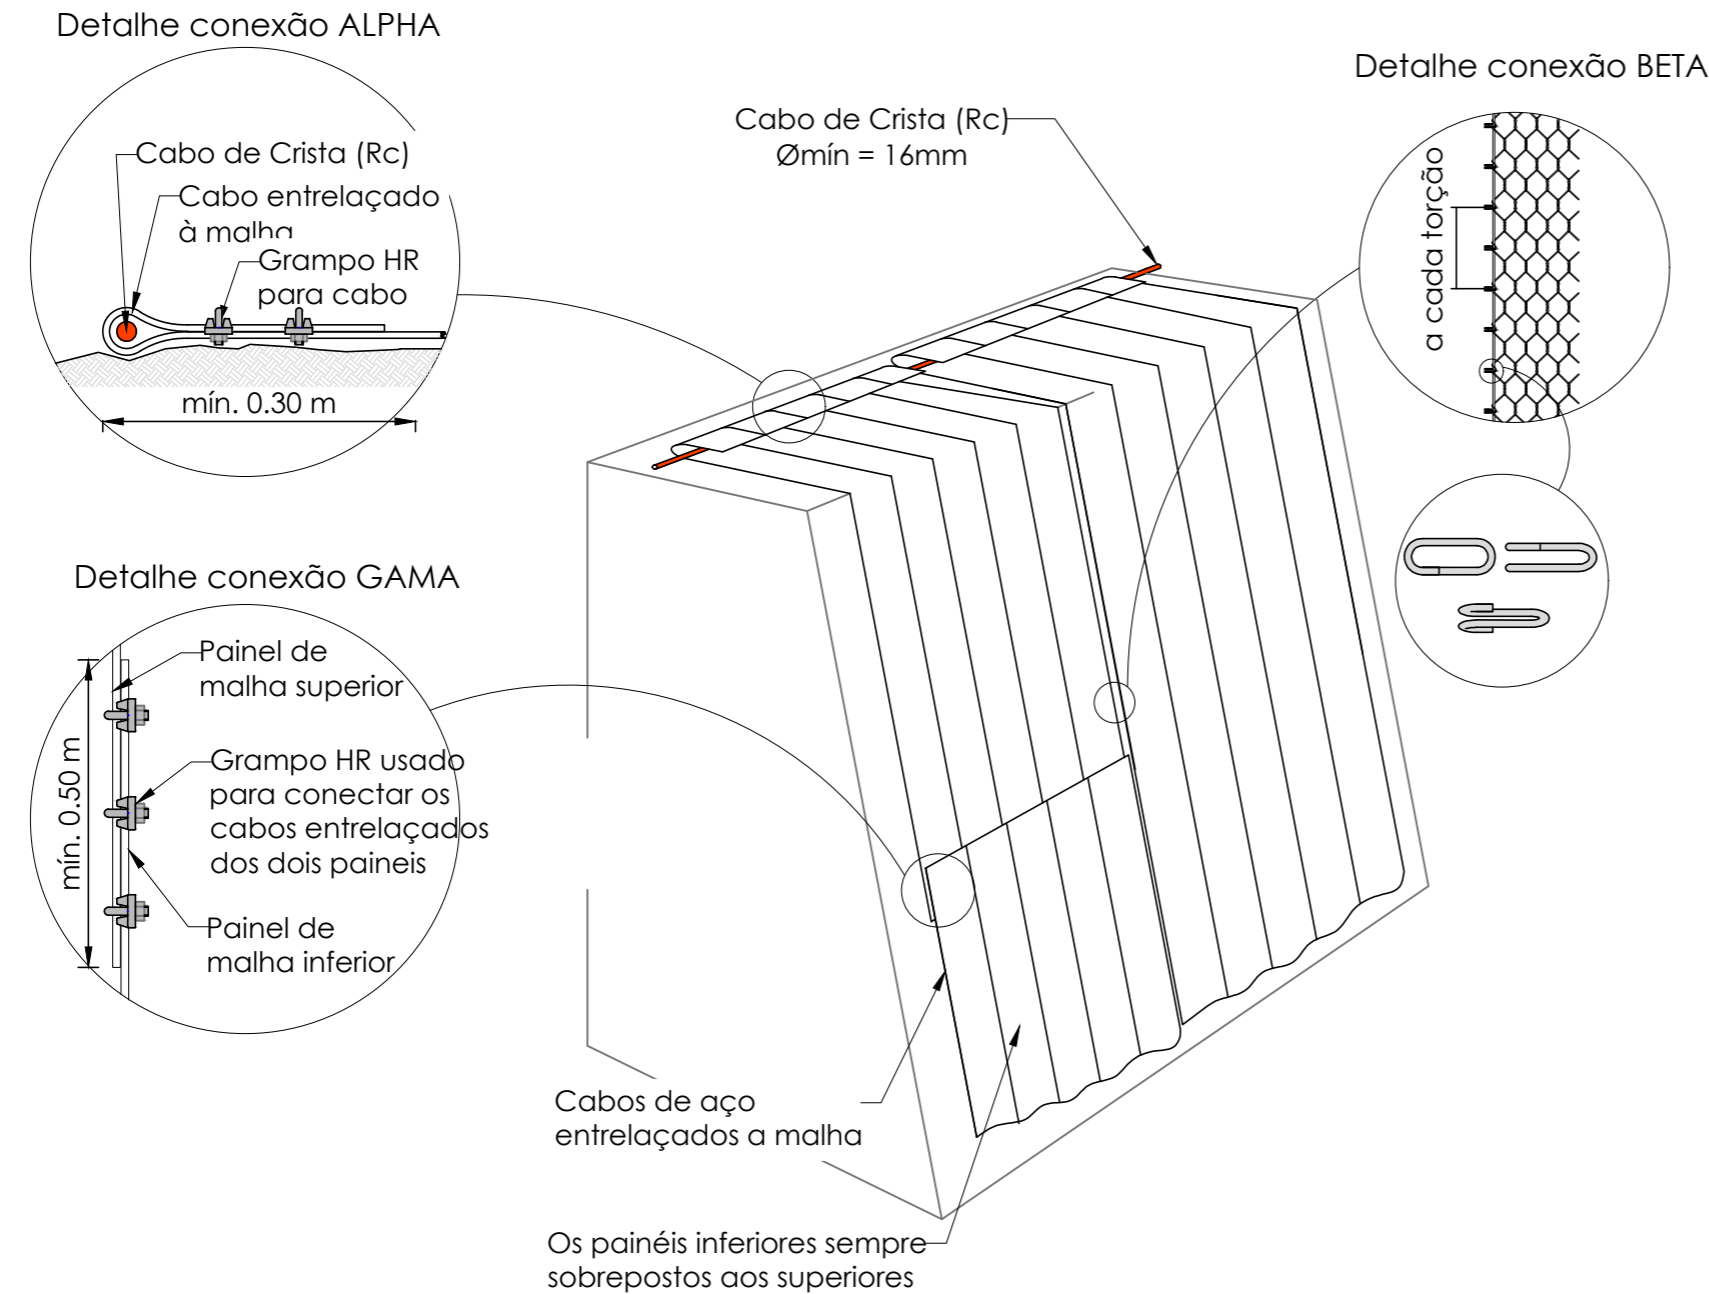 Detalhe conexão ALPHA
Cabo de Crista (Rc)
Cabo entrelaçado
à malha
Grampo HR
para cabo
mín. 0.30 m
Cabo de Crista (Rc)
Ømín = 16mm
Detalhe conexão BETA
a cada torção
Detalhe conexão GAMA
Painel de
malha superior
mín. 0.50 m
Grampo HR usado
para conectar os
cabos entrelaçados
dos dois paineis
Painel de
malha inferior
Cabos de aço
entrelaçados a malha
Os painéis inferiores sempre
sobrepostos aos superiores